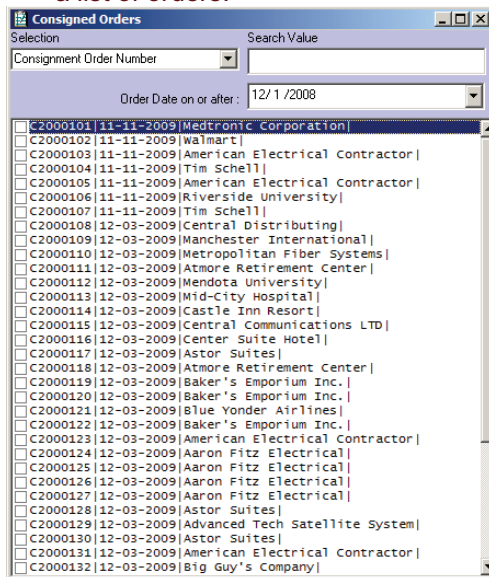 a list of orders.
Consigned Orders
Selection
Search Value
Consignment Order Number
Order Date on or after :
12/ 1 /2008
C2000101|11-11-2009|Medtronic Corporation|
C2000102|11-11-2009|Walmart|
C2000103|11-11-2009|American Electrical Contractor|
C2000104|11-11-2009|Tim Schell|
C2000105|11-11-2009|American Electrical Contractor|
C2000106|11-11-2009|Riverside University|
C2000107|11-11-2009|Tim Schell|
C2000108|12-03-2009|Central Distributing|
C2000109|12-03-2009|Manchester International|
C2000110|12-03-2009|Metropolitan Fiber Systems|
C2000111|12-03-2009|Atmore Retirement Center|
C2000112|12-03-2009|Mendota University|
C2000113|12-03-2009|Mid-City Hospital|
C2000114|12-03-2009|Castle Inn Resort|
C2000115|12-03-2009|Central Communications LTD|
C2000116|12-03-2009|Center Suite Hotel|
C2000117|12-03-2009|Astor Suites|
C2000118|12-03-2009|Atmore Retirement Center|
C2000119|12-03-2009|Baker's Emporium Inc.|
C2000120|12-03-2009|Baker's Emporium Inc.|
C2000121|12-03-2009|Blue Yonder Airlines|
C2000122|12-03-2009|Baker's Emporium Inc.|
C2000123|12-03-2009|American Electrical Contractor|
C2000124|12-03-2009|Aaron Fitz Electrical|
C2000125|12-03-2009|Aaron Fitz Electrical|
C2000126|12-03-2009|Aaron Fitz Electrical|
C2000127|12-03-2009|Aaron Fitz Electrical|
C2000128|12-03-2009|Astor Suites|
C2000129|12-03-2009|Advanced Tech Satellite System|
C2000130|12-03-2009|Astor Suites|
C2000131|12-03-2009|American Electrical Contractor|
C2000132|12-03-2009|Big Guy's Company|